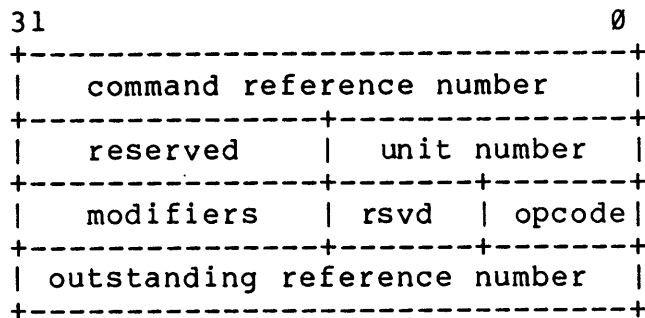 31 0
command reference number
reserved | unit number
modifiers | rsvd | opcode
outstanding reference number